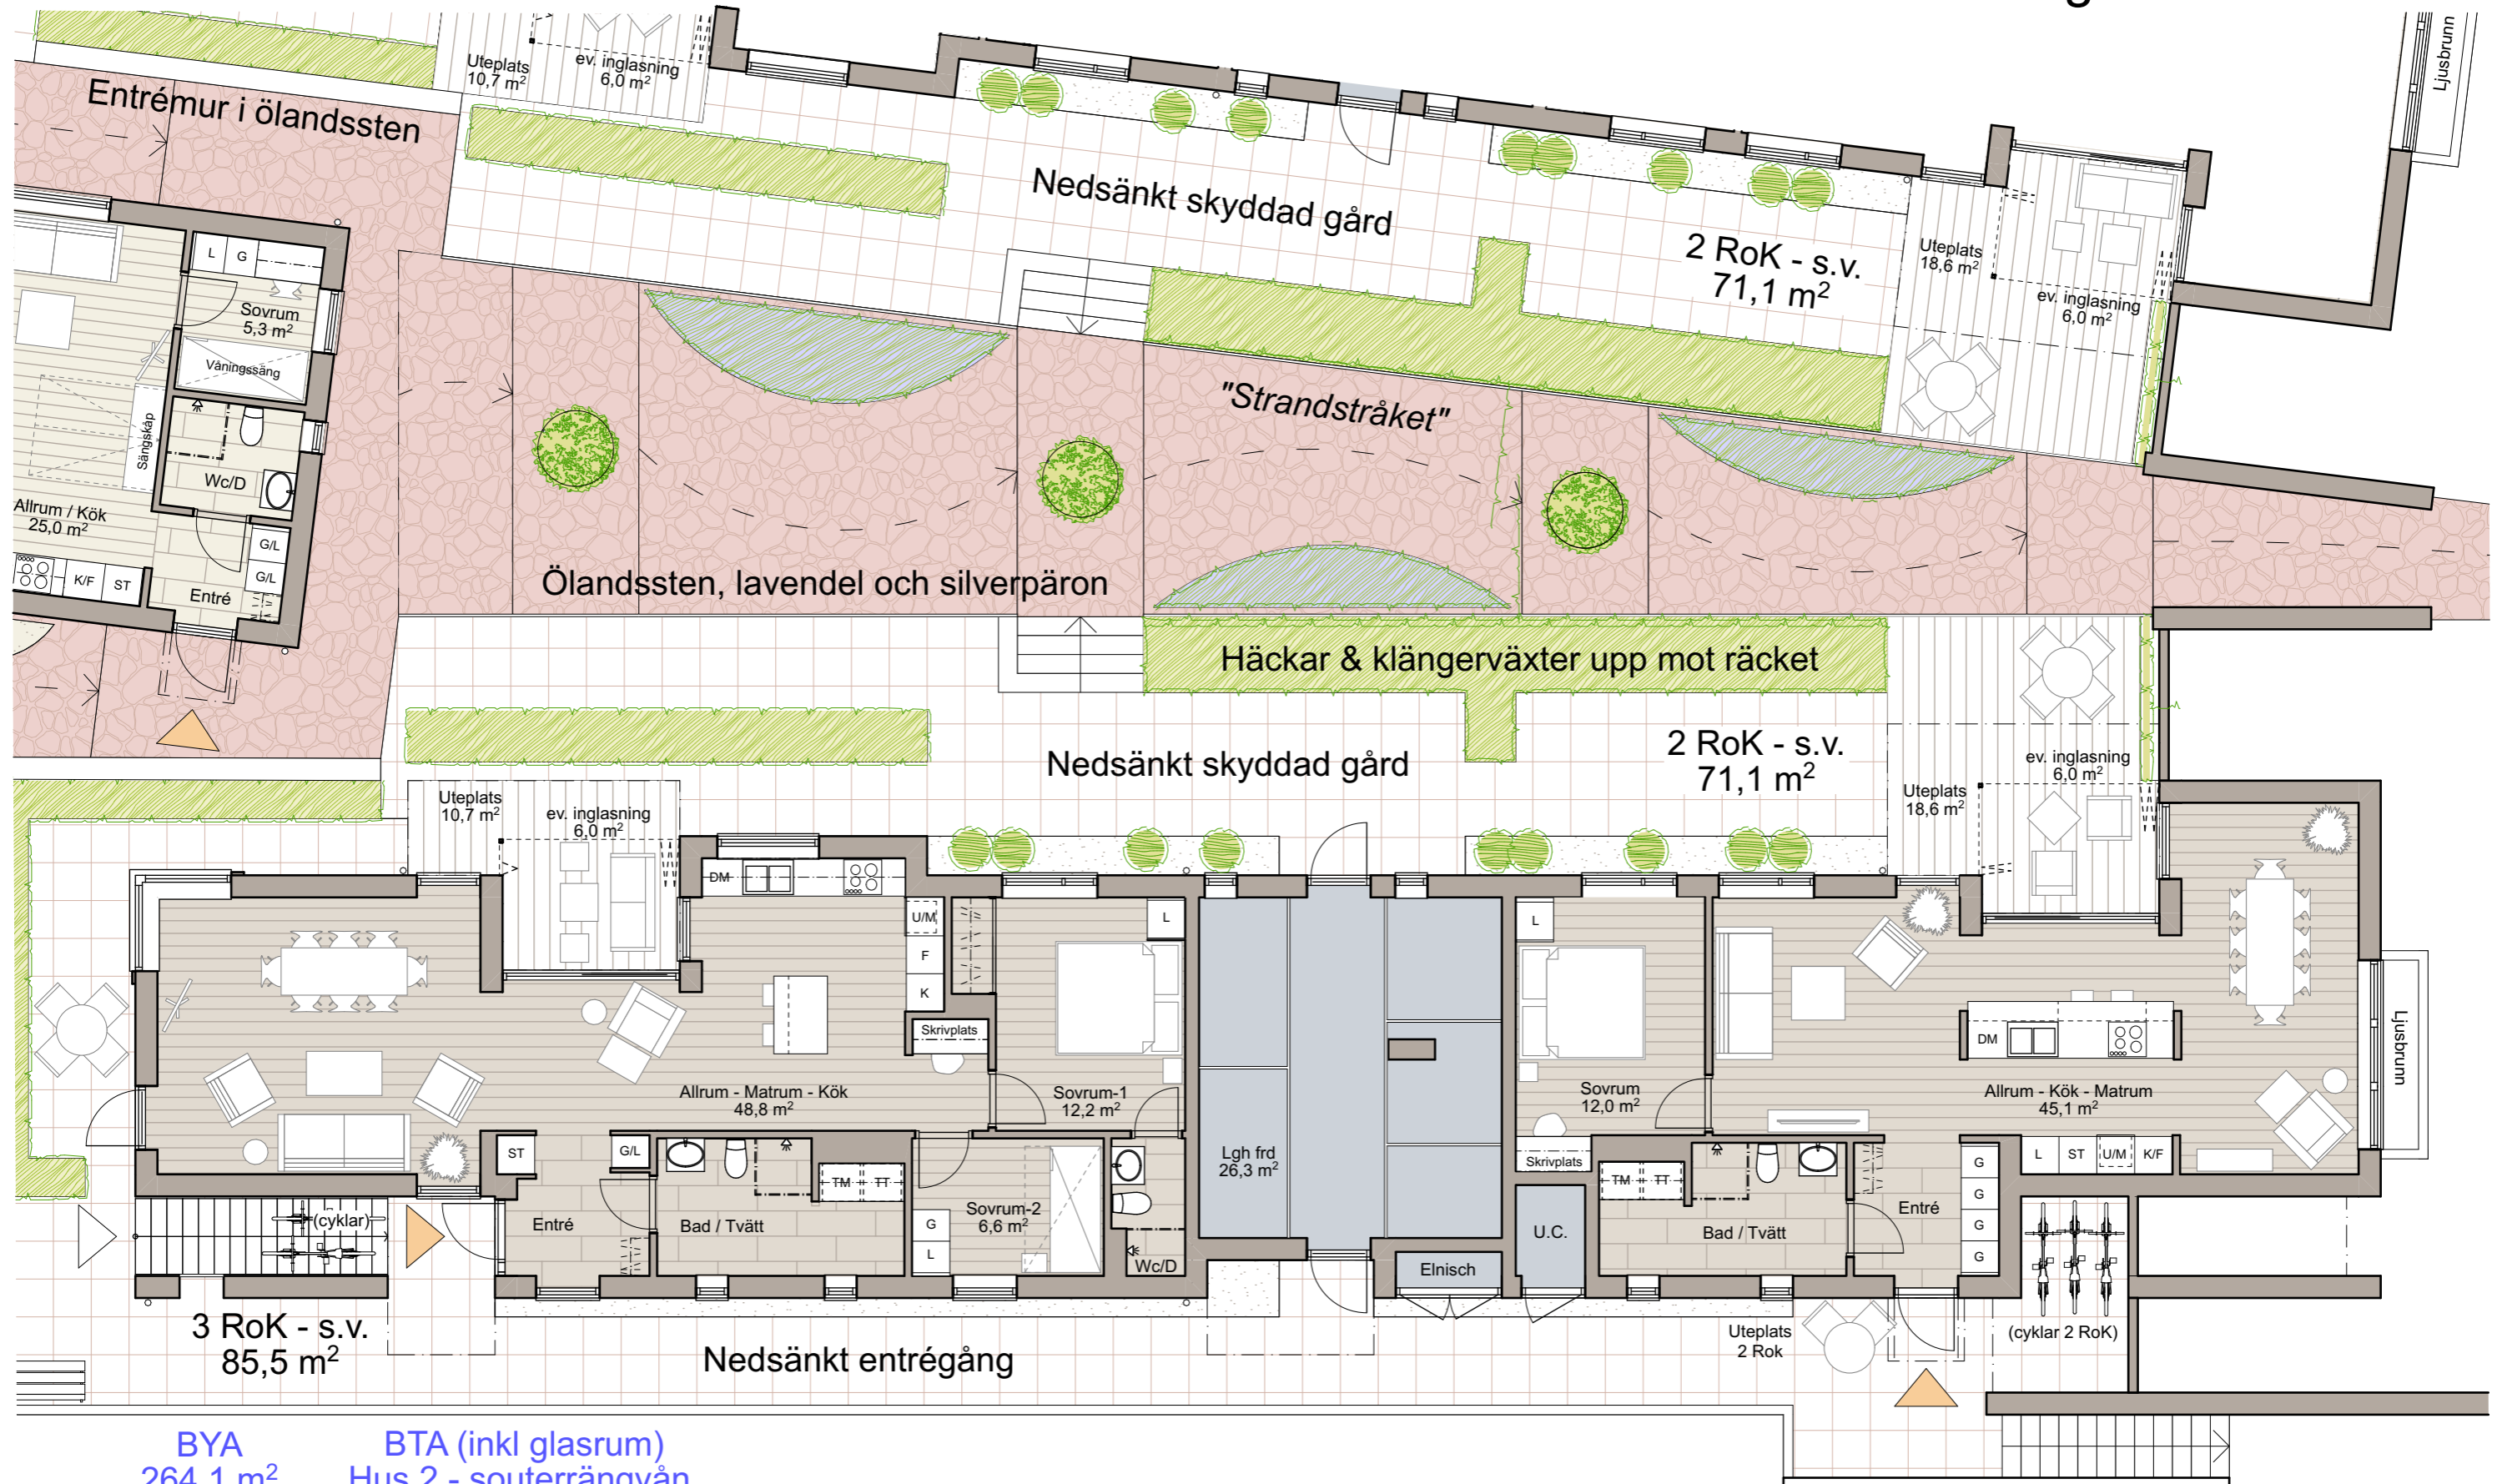 Uteplats
10,7 m²
ev. inglasning
6,0 m²
Ljusbrunn
Entrémur i ölandssten
Nedsänkt skyddad gård
2 RoK - s.v.
71,1 m²
Uteplats
18,6 m²
ev. inglasning
6,0 m²
L
G
Sovrum
5,3 m²
Våningssäng
Sängskåp
Wc/D
Allrum / Kök
25,0 m²
G/L
G/L
K/F
ST
Entré
"Strandstråket"
Ölandssten, lavendel och silverpäron
Häckar & klängerväxter upp mot räcket
Nedsänkt skyddad gård
2 RoK - s.v.
71,1 m²
Uteplats
10,7 m²
ev. inglasning
6,0 m²
Uteplats
18,6 m²
ev. inglasning
6,0 m²
DM
U/M
F
K
Skrivplats
L
Allrum - Matrum - Kök
48,8 m²
Sovrum-1
12,2 m²
ST
G/L
TM
TT
Entré
Bad / Tvätt
Sovrum-2
6,6 m²
G
L
Wc/D
(cyklar)
Lgh frd
26,3 m²
L
Sovrum
12,0 m²
Skrivplats
DM
Allrum - Kök - Matrum
45,1 m²
Ljusbrunn
TM
TT
U.C.
Elnisch
Bad / Tvätt
Entré
G
G
G
G
L
ST
U/M
K/F
(cyklar 2 RoK)
Uteplats
2 Rok
3 RoK - s.v.
85,5 m²
Nedsänkt entrégång
BYA
264,1 m²
BTA (inkl glasrum)
Hus 2 - souterrängvån